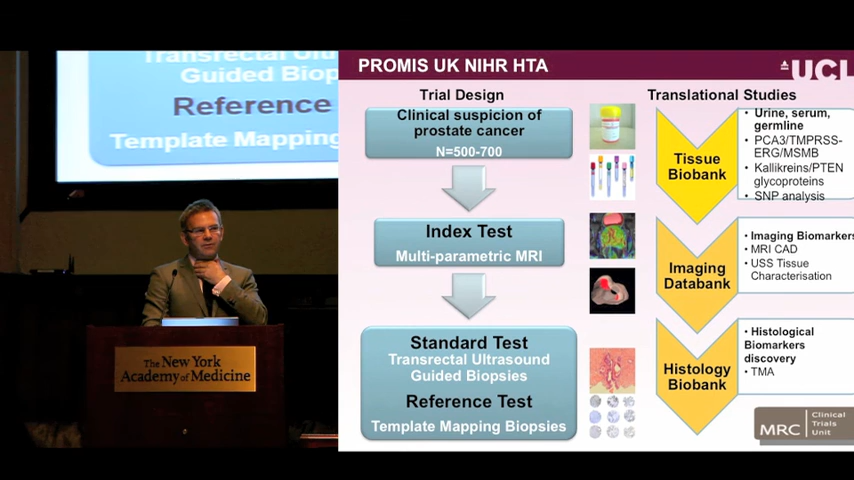 Transrectal Ultra
Guided Biop
Reference
Template Mapping
The New York
Academy of Medicine
PROMIS UK NIHR HTA
UCL
Trial Design
Clinical suspicion of
prostate cancer
N=500-700
Index Test
Multi-parametric MRI
Standard Test
Transrectal Ultrasound
Guided Biopsies
Reference Test
Template Mapping Biopsies
Translational Studies
Tissue
Biobank
• Urine, serum,
germline
• PCA3/TMPRSS-
ERG/MSMB
• Kallikreins/PTEN
glycoproteins
• SNP analysis
Imaging
Databank
• Imaging Biomarkers
• MRI CAD
• USS Tissue
Characterisation
Histology
Biobank
• Histological
Biomarkers
discovery
• TMA
MRC
Clinical
Trials
Unit